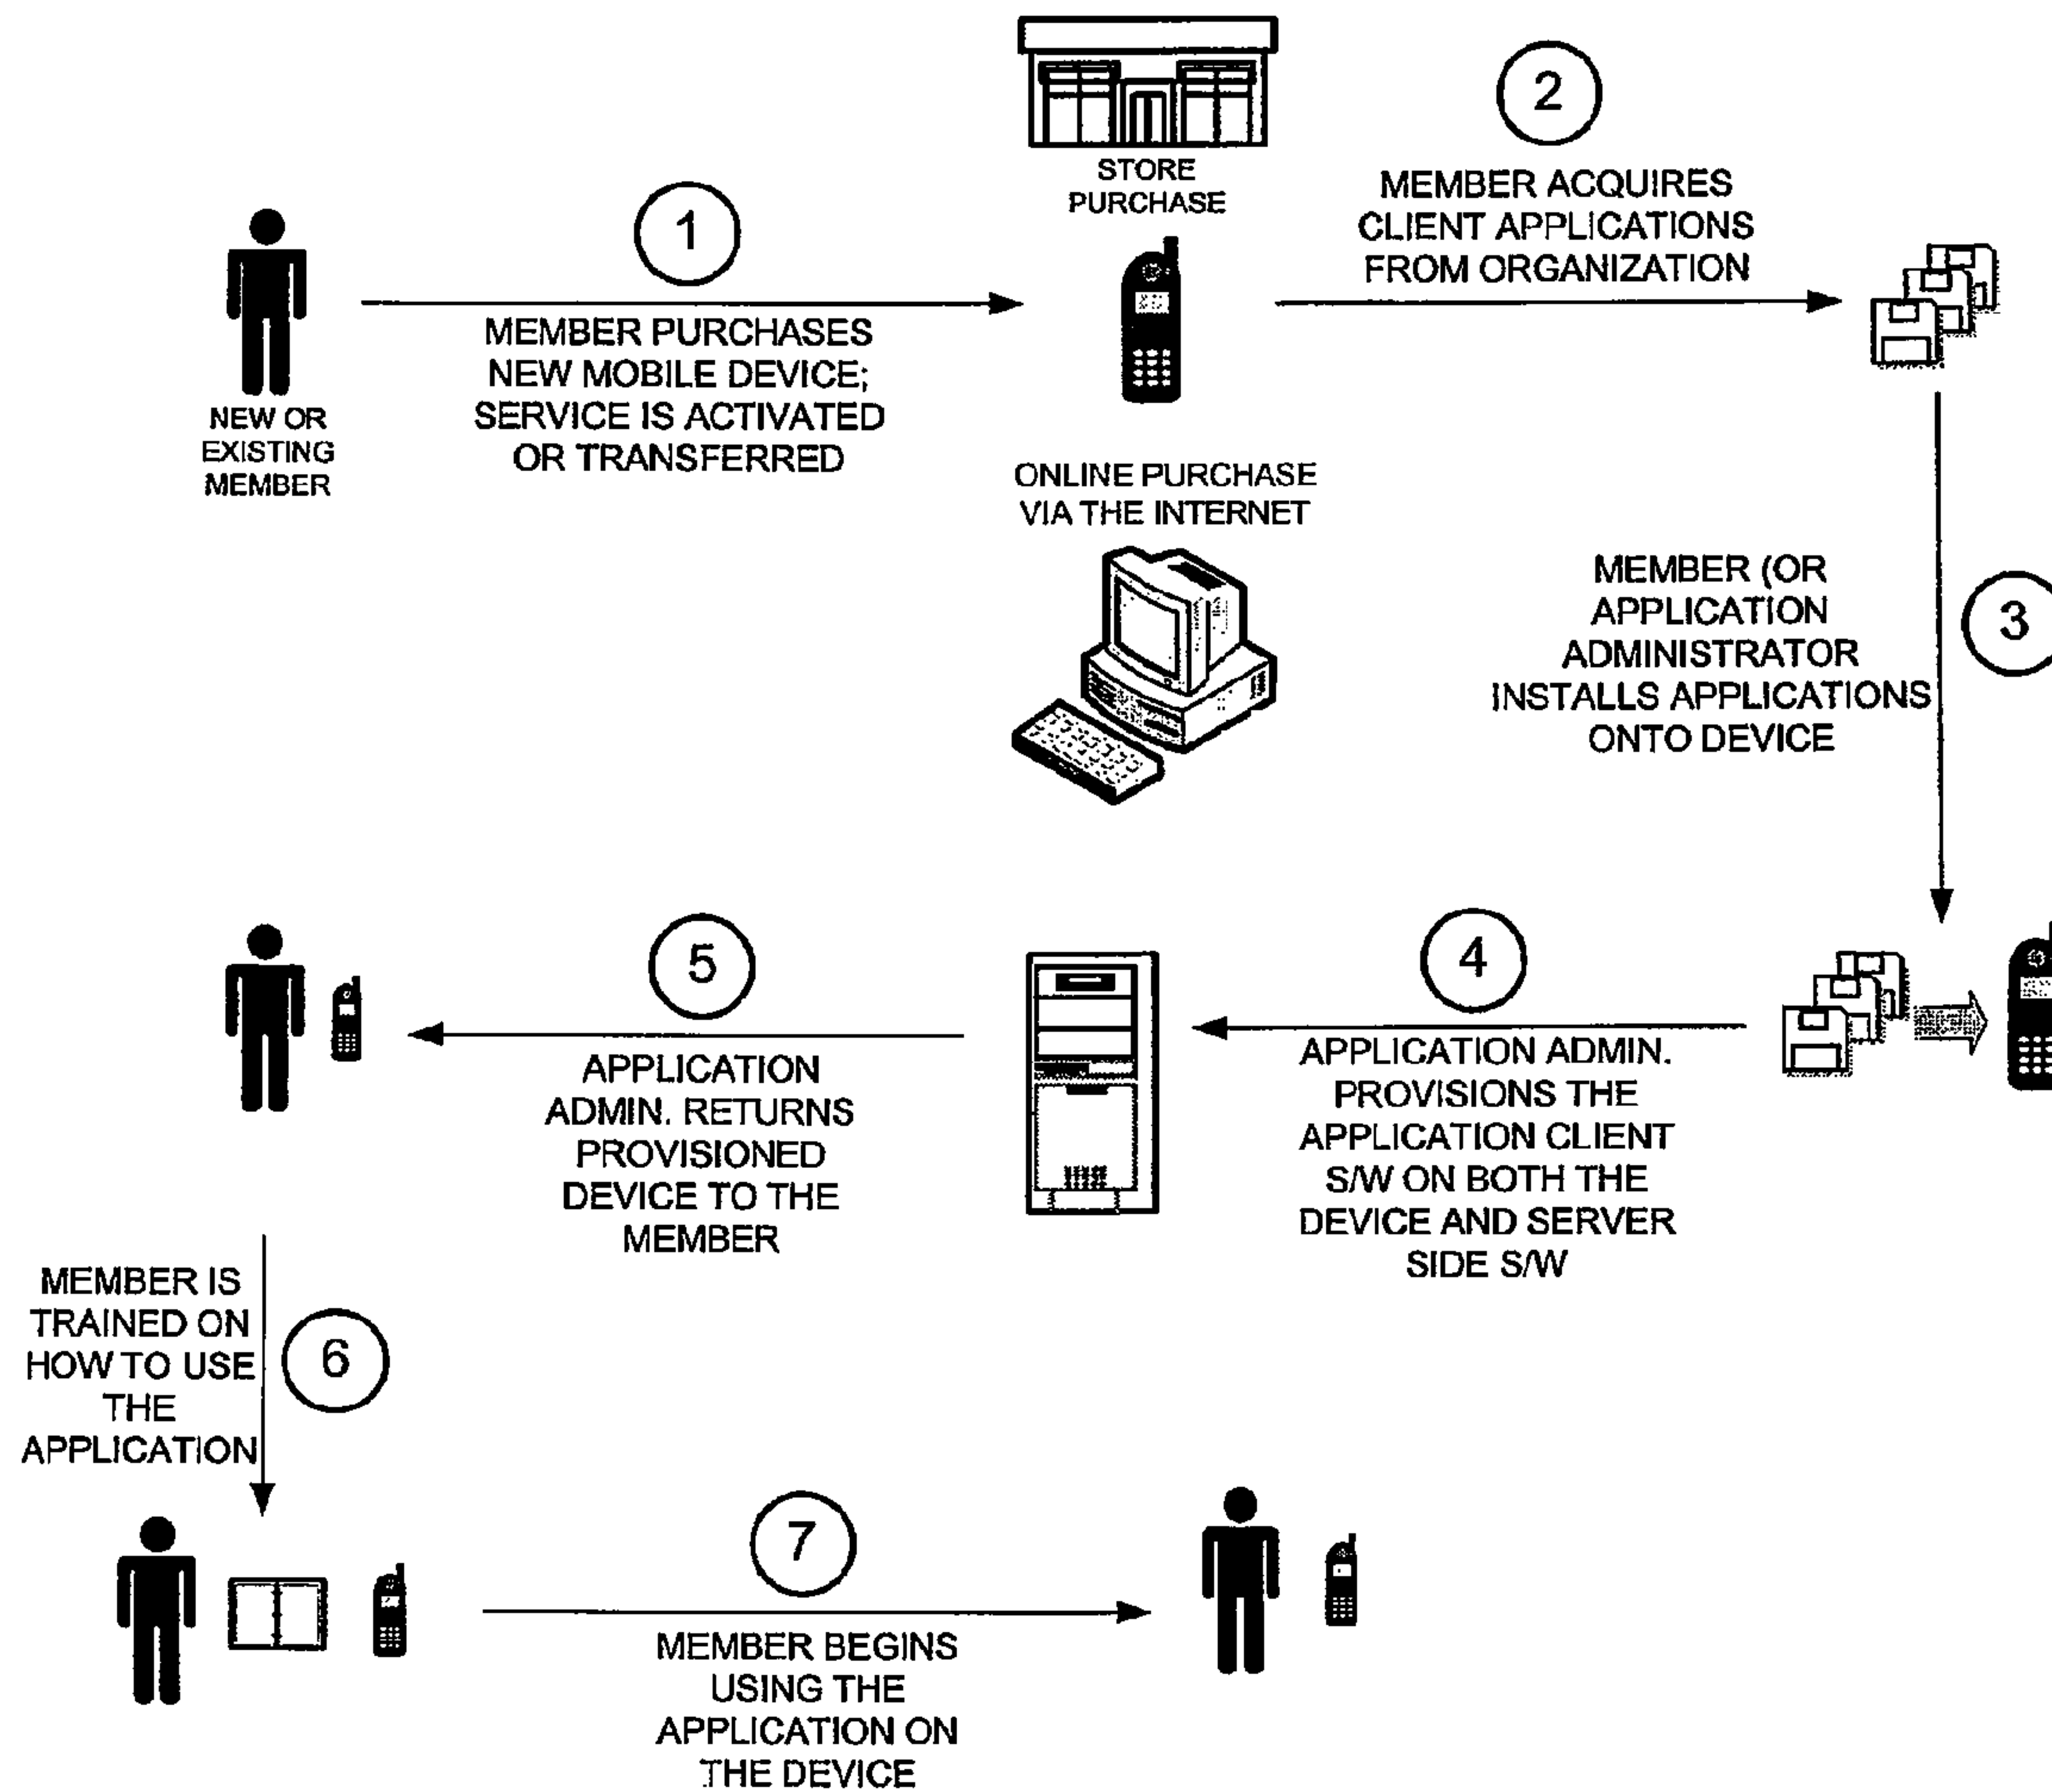 STORE
PURCHASE
2
MEMBER ACQUIRES
CLIENT APPLICATIONS
FROM ORGANIZATION
1
MEMBER PURCHASES
NEW MOBILE DEVICE;
SERVICE IS ACTIVATED
OR TRANSFERRED
NEW OR
EXISTING
MEMBER
ONLINE PURCHASE
VIA THE INTERNET
MEMBER (OR
APPLICATION
ADMINISTRATOR
INSTALLS APPLICATIONS
ONTO DEVICE
3
4
APPLICATION ADMIN.
PROVISIONS THE
APPLICATION CLIENT
S/W ON BOTH THE
DEVICE AND SERVER
SIDE S/W
5
APPLICATION
ADMIN. RETURNS
PROVISIONED
DEVICE TO THE
MEMBER
MEMBER IS
TRAINED ON
HOW TO USE
THE
APPLICATION
6
7
MEMBER BEGINS
USING THE
APPLICATION ON
THE DEVICE